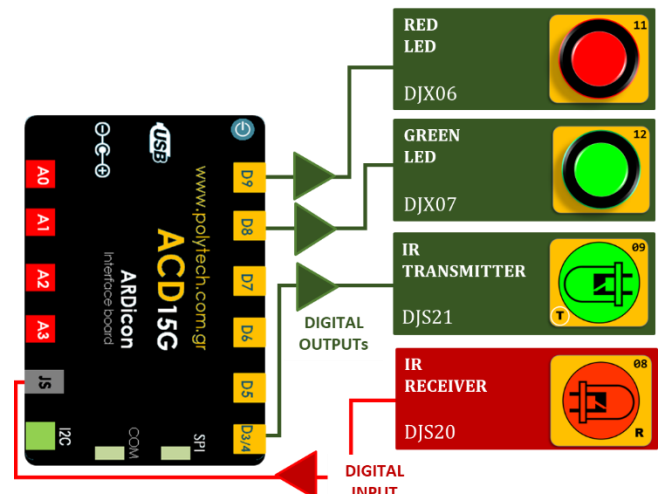 RED
LED
DJX06
11
GREEN
LED
DJX07
12
IR
TRANSMITTER
DJS21
09
T
IR
RECEIVER
DJS20
08
R
DIGITAL
OUTPUTs
DIGITAL
INPUT
USB
A0
A1
A2
A3
JS
I2C
COM
SPI
D9
D8
D7
D6
D5
D3/4
www.polytech.com.gr
ACD15G
ARDicon
Interface board